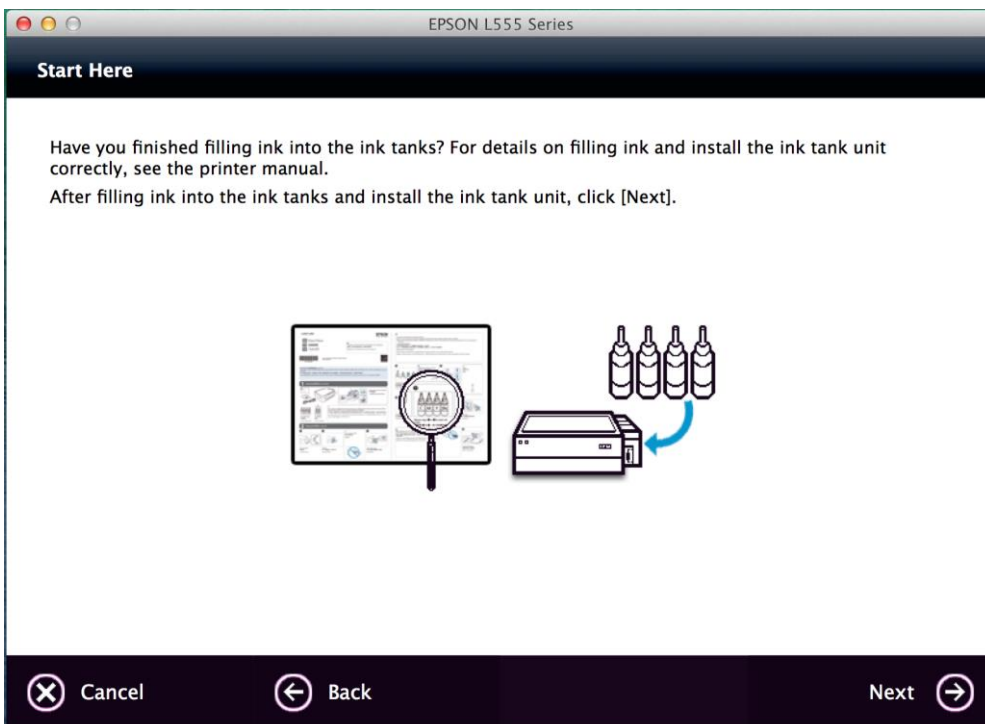 EPSON L555 Series
Start Here
Have you finished filling ink into the ink tanks? For details on filling ink and install the ink tank unit
correctly, see the printer manual.
After filling ink into the ink tanks and install the ink tank unit, click [Next].
Cancel
Back
Next